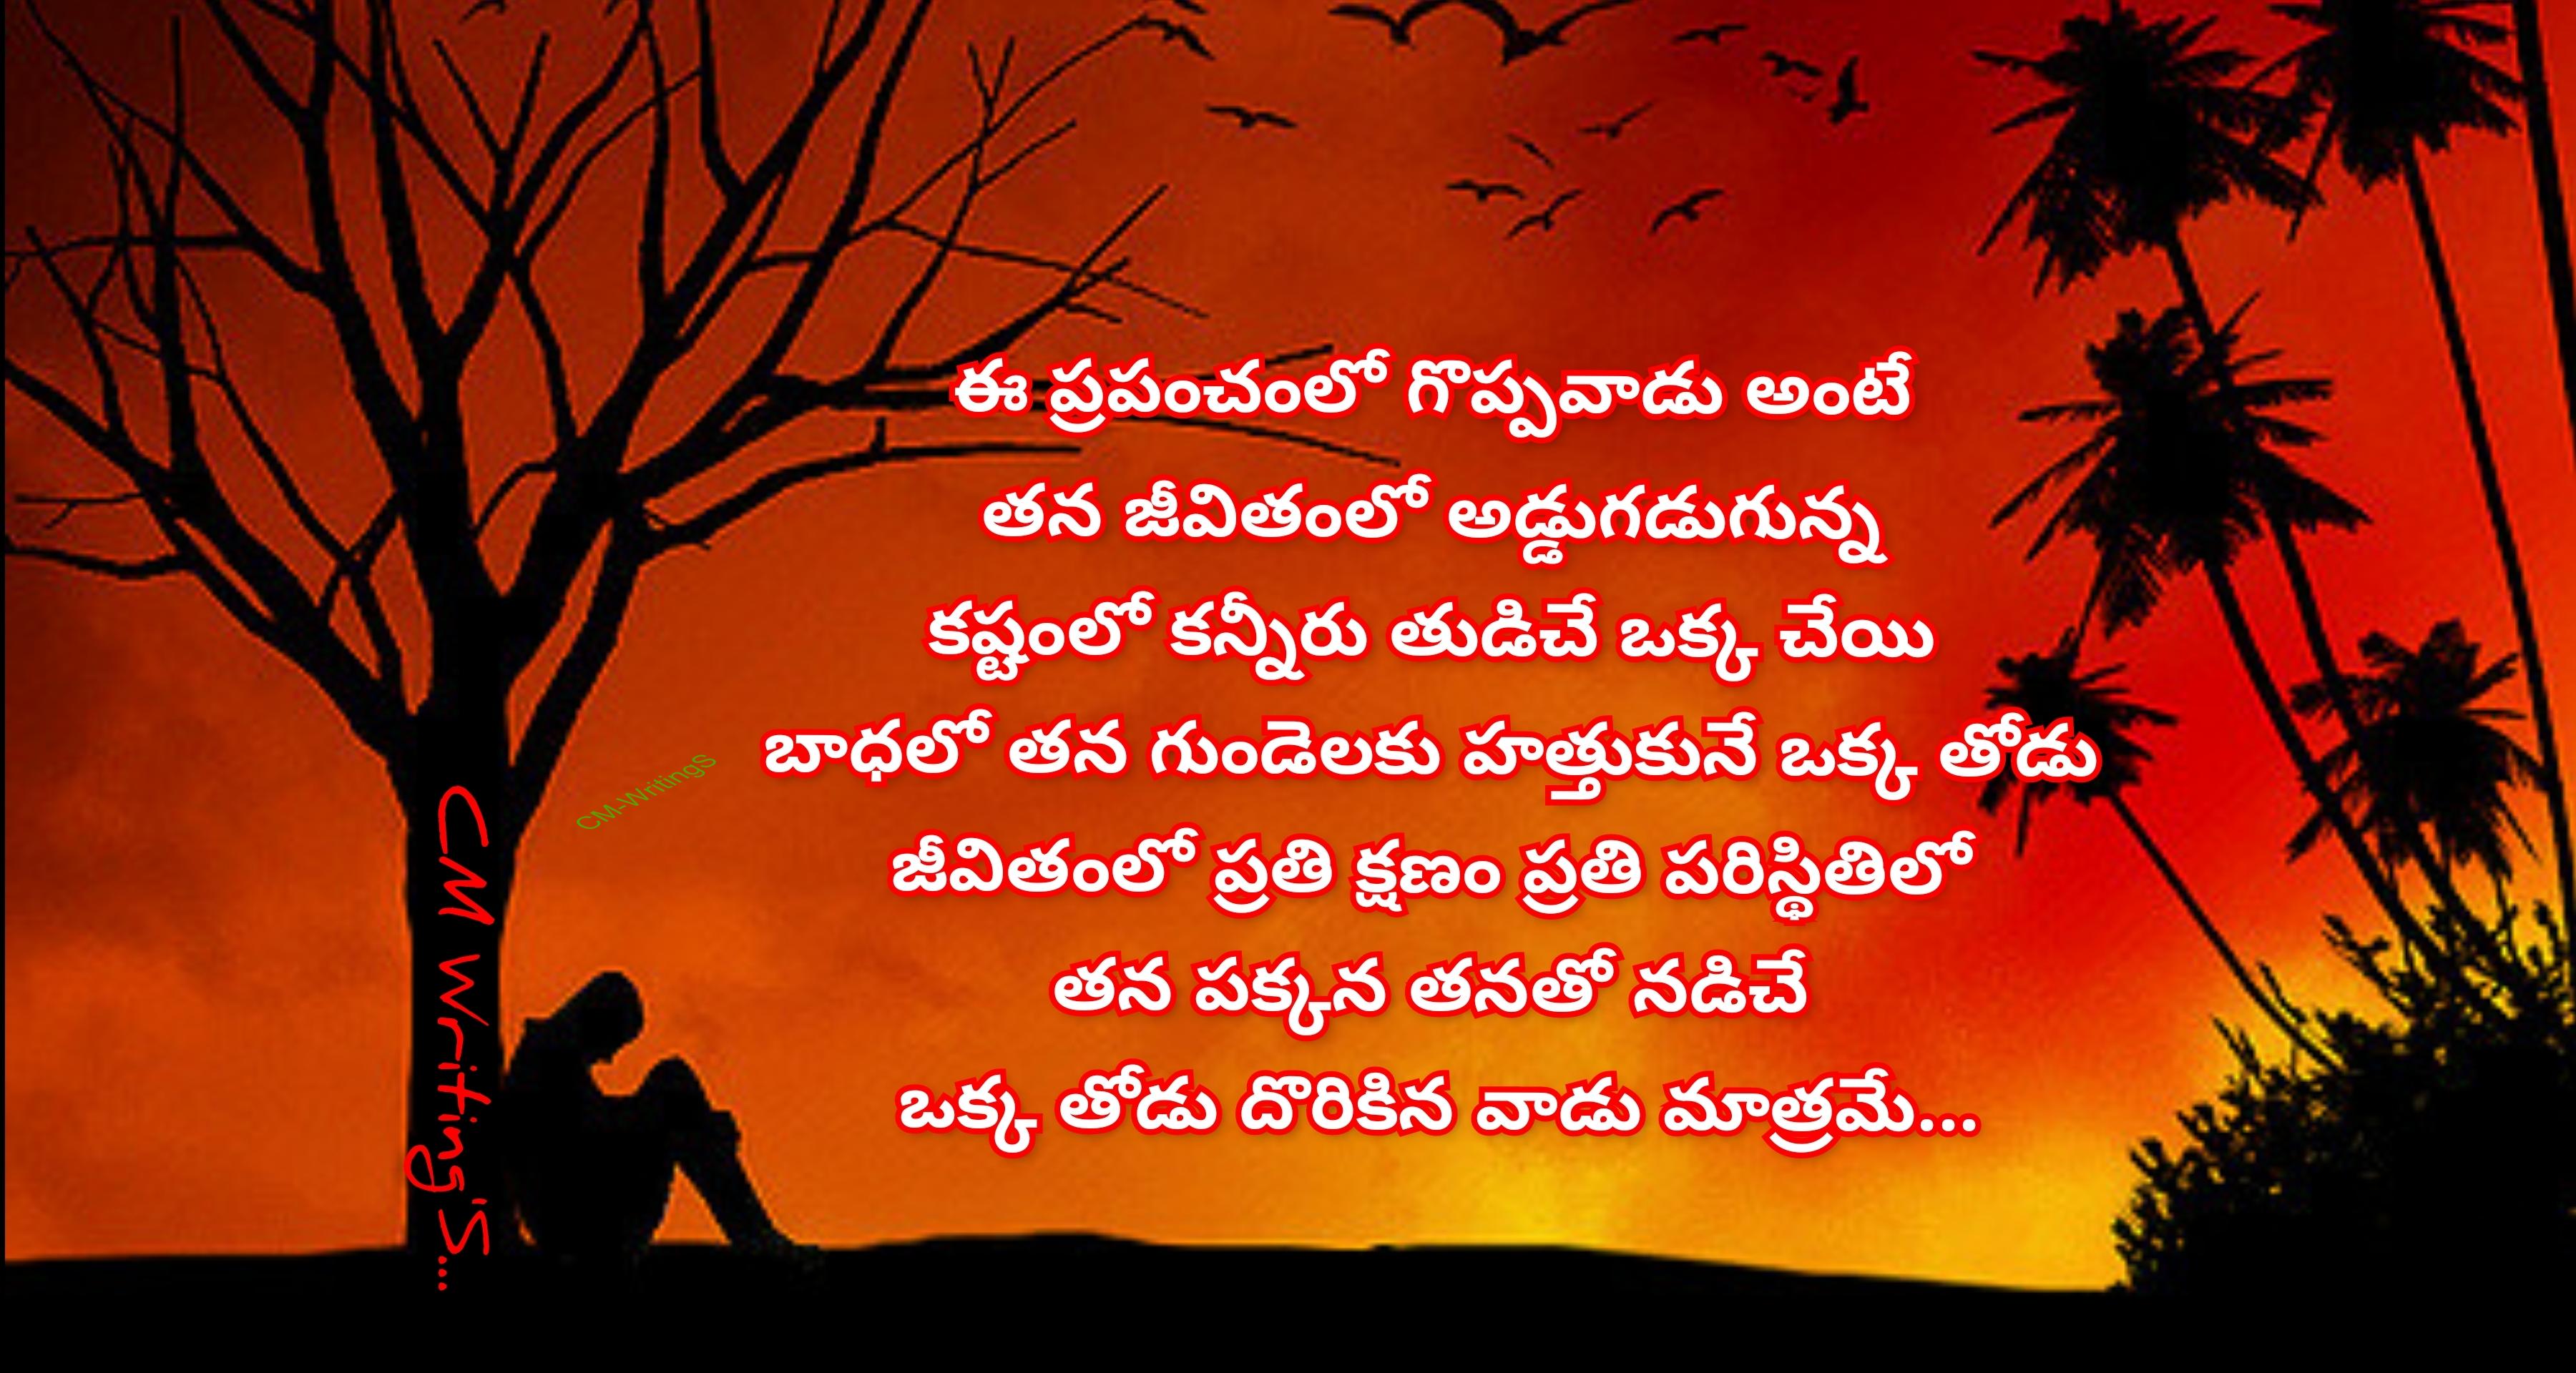 ఈ ప్రపంచంలో గొప్పవాడు అంటే
తన జీవితంలో అడ్డుగడుగున్న
కష్టంలో కన్నీరు తుడిచే ఒక్క చేయి
బాధలో తన గుండెలకు హత్తుకునే ఒక్క తోడు
జీవితంలో ప్రతి క్షణం ప్రతి పరిస్థితిలో
తన పక్కన తనతో నడిచే
ఒక్క తోడు దొరికిన వాడు మాత్రమే...
CM-WritingS
CM Writing'S...